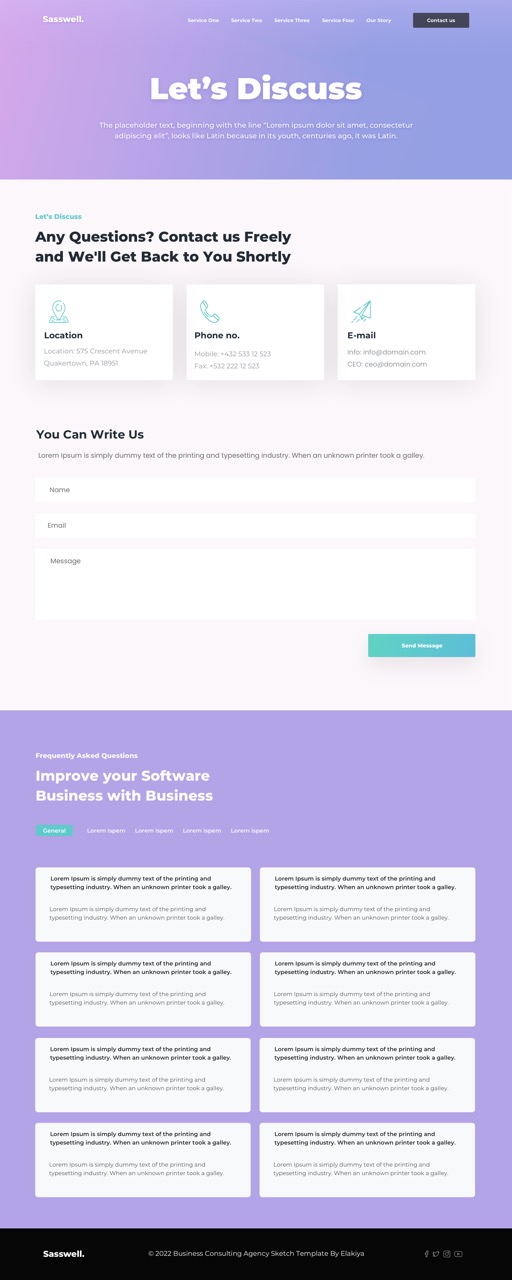 Sasswell.
Service One Service Two Service Three Service Four Our Story Contact us
Let's Discuss
The placeholder text, beginning with the line "Lorem ipsum dolor sit amet, consectetur
adipiscing elit", looks like Latin because in its youth, centuries ago, it was Latin.
Let's Discuss
Any Questions? Contact us Freely
and We'll Get Back to You Shortly
Location
Location: 575 Crescent Avenue
Quakertown, PA 18951
Phone no.
Mobile: +432 533 12 523
Fax: +532 222 12 523
E-mail
Info: info@domain.com
CEO: ceo@domain.com
You Can Write Us
Lorem Ipsum is simply dummy text of the printing and typesetting industry. When an unknown printer took a galley.
Name
Email
Message
Send Message
Frequently Asked Questions
Improve your Software
Business with Business
General Lorem ispem Lorem ispem Lorem ispem Lorem ispem
Lorem Ipsum is simply dummy text of the printing and
typesetting industry. When an unknown printer took a galley.
Lorem Ipsum is simply dummy text of the printing and
typesetting industry. When an unknown printer took a galley.
Lorem Ipsum is simply dummy text of the printing and
typesetting industry. When an unknown printer took a galley.
Lorem Ipsum is simply dummy text of the printing and
typesetting industry. When an unknown printer took a galley.
Lorem Ipsum is simply dummy text of the printing and
typesetting industry. When an unknown printer took a galley.
Lorem Ipsum is simply dummy text of the printing and
typesetting industry. When an unknown printer took a galley.
Lorem Ipsum is simply dummy text of the printing and
typesetting industry. When an unknown printer took a galley.
Lorem Ipsum is simply dummy text of the printing and
typesetting industry. When an unknown printer took a galley.
Lorem Ipsum is simply dummy text of the printing and
typesetting industry. When an unknown printer took a galley.
Lorem Ipsum is simply dummy text of the printing and
typesetting industry. When an unknown printer took a galley.
Lorem Ipsum is simply dummy text of the printing and
typesetting industry. When an unknown printer took a galley.
Lorem Ipsum is simply dummy text of the printing and
typesetting industry. When an unknown printer took a galley.
Lorem Ipsum is simply dummy text of the printing and
typesetting industry. When an unknown printer took a galley.
Lorem Ipsum is simply dummy text of the printing and
typesetting industry. When an unknown printer took a galley.
Lorem Ipsum is simply dummy text of the printing and
typesetting industry. When an unknown printer took a galley.
Lorem Ipsum is simply dummy text of the printing and
typesetting industry. When an unknown printer took a galley.
Sasswell.
© 2022 Business Consulting Agency Sketch Template By Elakiya